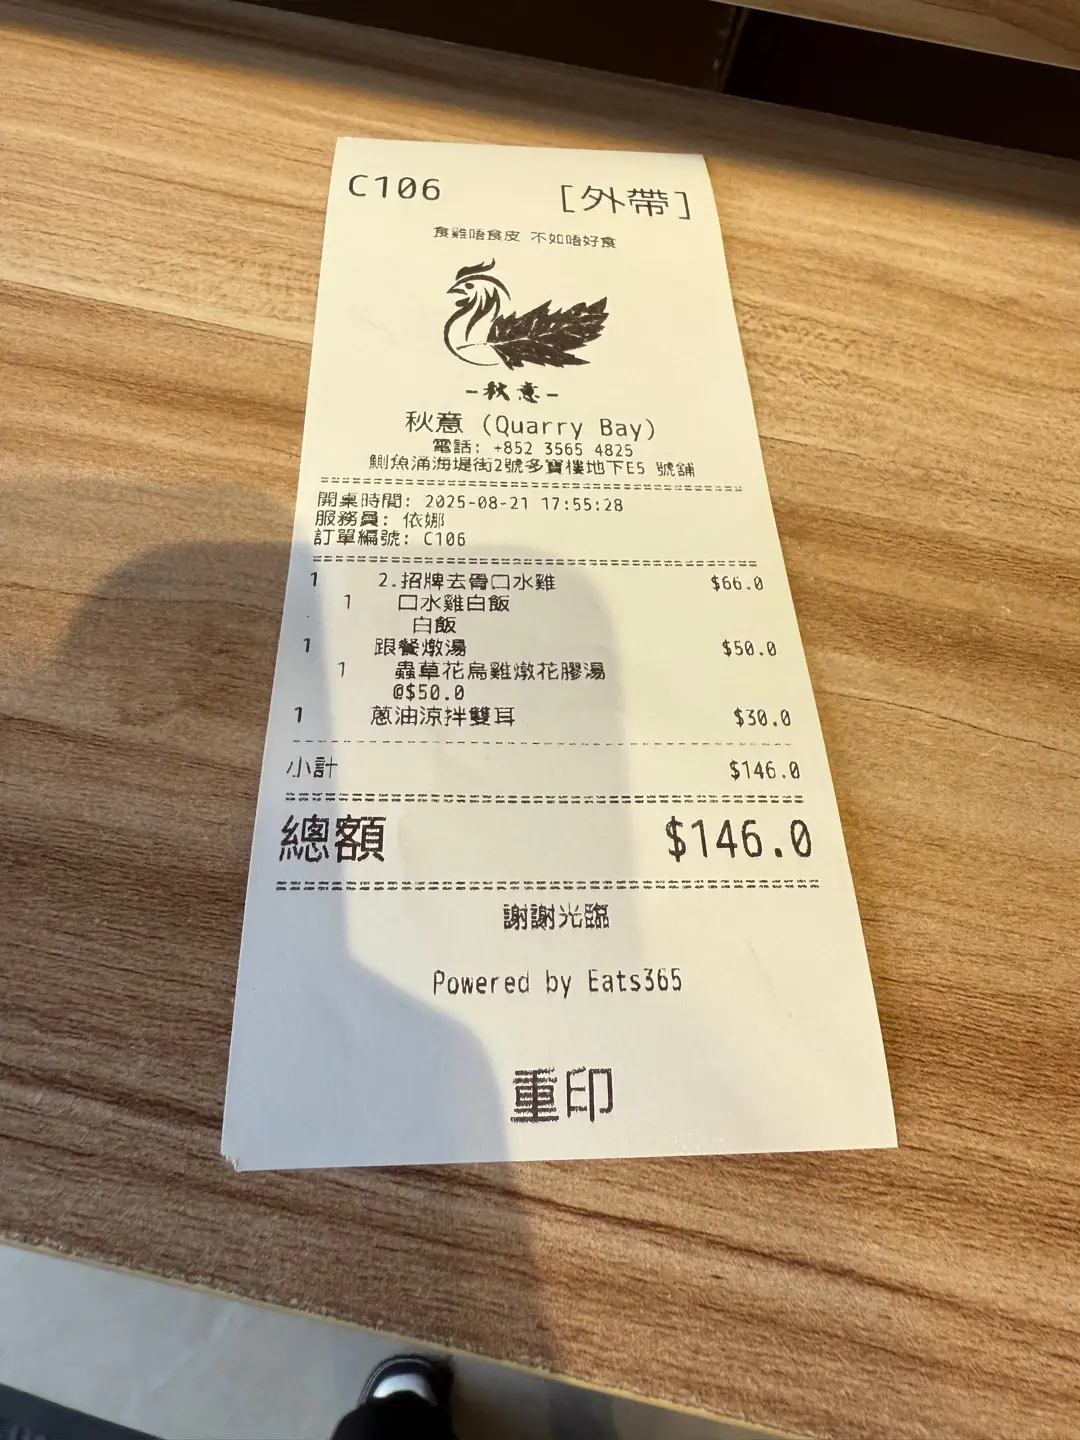 C106 [外帶]
食雞唔食皮 不如唔好食
-秋意-
秋意 (Quarry Bay)
電話: +852 3565 4825
鰂魚涌海堤街2號多寶樓地下E5 號舖
開桌時間: 2025-08-21 17:55:28
服務員: 依娜
訂單編號: C106
1 2.招牌去骨口水雞 $66.0
1 口水雞白飯
白飯
1 跟餐燉湯 $50.0
1 蟲草花烏雞燉花膠湯
@$50.0
1 蔥油涼拌雙耳 $30.0
小計 $146.0
總額 $146.0
謝謝光臨
Powered by Eats365
重印